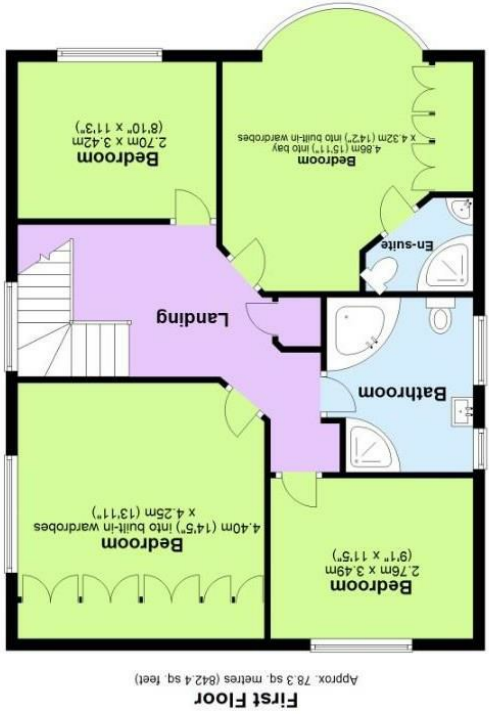 First Floor
Approx. 78.3 sq. metres (842.4 sq. feet)
Bedroom
2.76m x 3.49m
(9'1" x 11'5")
Bedroom
4.40m (14'5") into built-in wardrobes
x 4.25m (13'11")
Bathroom
Landing
En-suite
Bedroom
4.86m (15'11") into bay
x 4.32m (14'2") into built-in wardrobes
Bedroom
2.70m x 3.42m
(8'10" x 11'3")